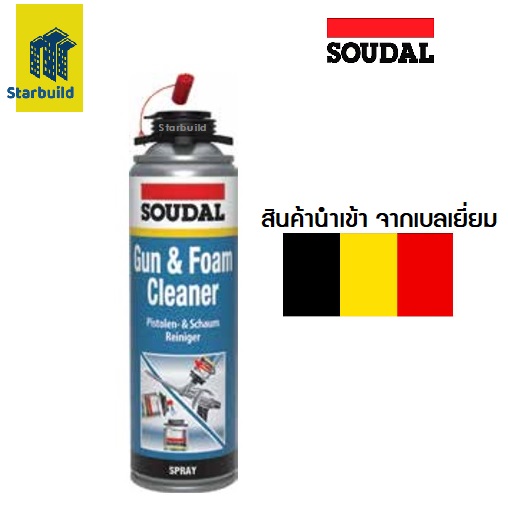 Starbuild
SOUDAL
Starbuild
SOUDAL
Gun & Foam
Cleaner
Pistolen- & Schaum
Reiniger
SPRAY
สินค้านำเข้า จากเบลเยี่ยม